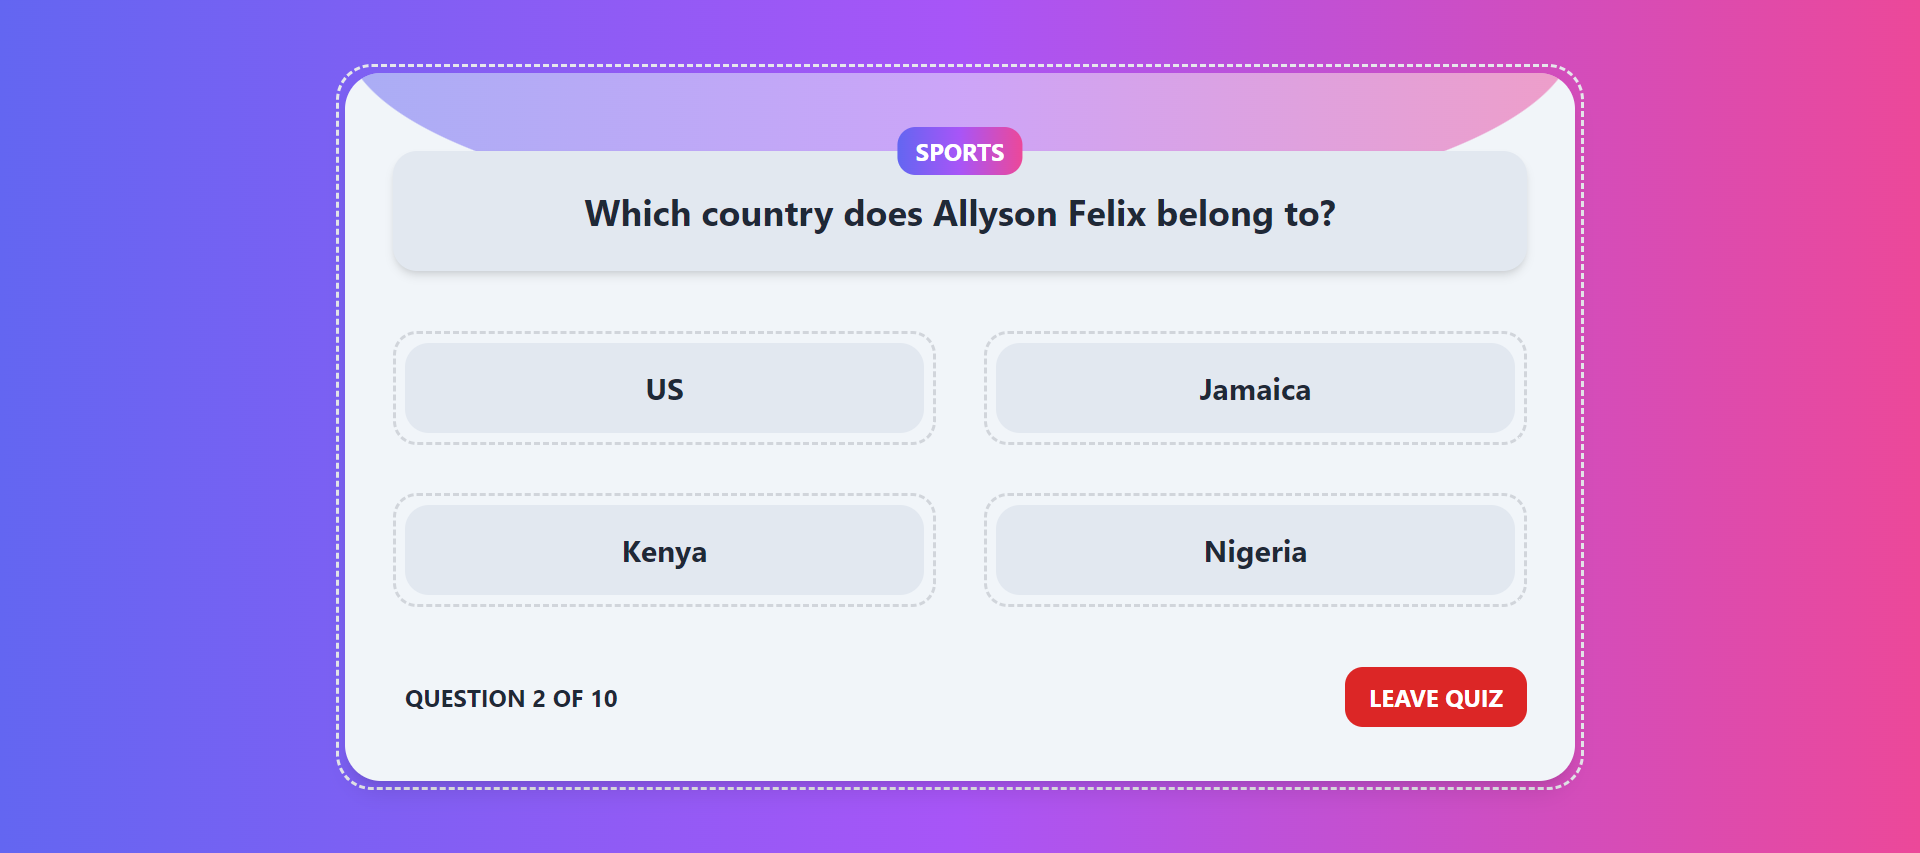 SPORTS
Which country does Allyson Felix belong to?
US
Jamaica
Kenya
Nigeria
QUESTION 2 OF 10
LEAVE QUIZ